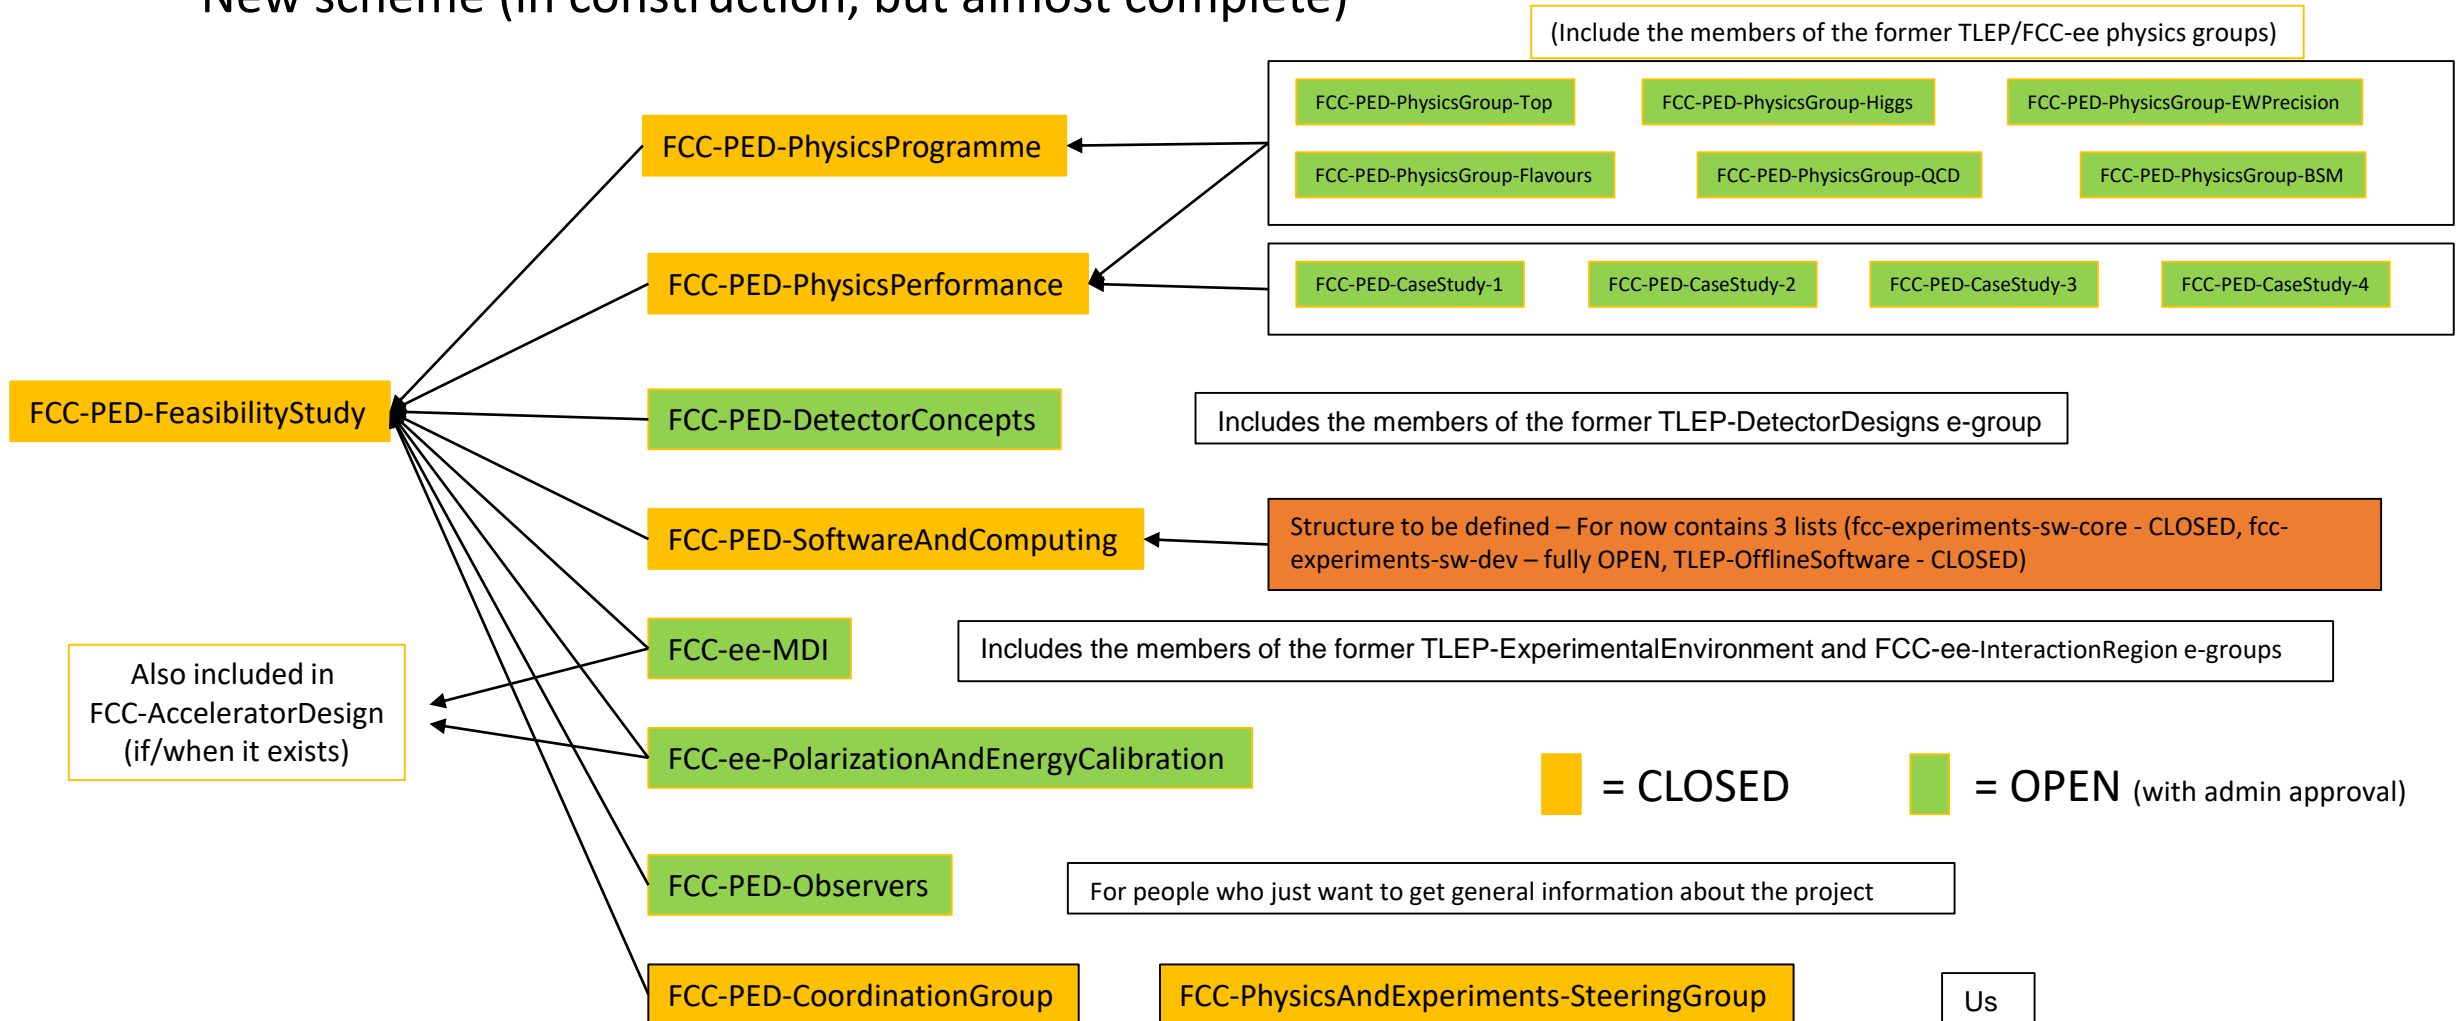 New scheme (in construction, but almost complete)
(Include the members of the former TLEP/FCC-ee physics groups)
FCC-PED-PhysicsGroup-Top
FCC-PED-PhysicsGroup-Higgs
FCC-PED-PhysicsGroup-EWPrecision
FCC-PED-PhysicsProgramme
FCC-PED-PhysicsGroup-Flavours
FCC-PED-PhysicsGroup-QCD
FCC-PED-PhysicsGroup-BSM
FCC-PED-PhysicsPerformance
FCC-PED-CaseStudy-1
FCC-PED-CaseStudy-2
FCC-PED-CaseStudy-3
FCC-PED-CaseStudy-4
FCC-PED-FeasibilityStudy
FCC-PED-DetectorConcepts
Includes the members of the former TLEP-DetectorDesigns e-group
FCC-PED-SoftwareAndComputing
Structure to be defined – For now contains 3 lists (fcc-experiments-sw-core - CLOSED, fcc-
experiments-sw-dev – fully OPEN, TLEP-OfflineSoftware - CLOSED)
FCC-ee-MDI
Includes the members of the former TLEP-ExperimentalEnvironment and FCC-ee-InteractionRegion e-groups
Also included in
FCC-AcceleratorDesign
(if/when it exists)
FCC-ee-PolarizationAndEnergyCalibration
= CLOSED
= OPEN (with admin approval)
FCC-PED-Observers
For people who just want to get general information about the project
FCC-PED-CoordinationGroup
FCC-PhysicsAndExperiments-SteeringGroup
Us